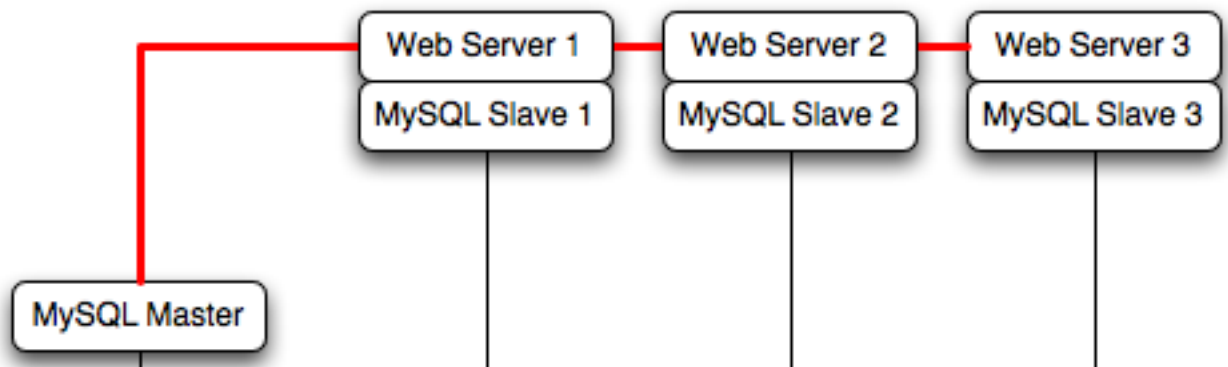 Web Server 1
Web Server 2
Web Server 3
MySQL Slave 1
MySQL Slave 2
MySQL Slave 3
MySQL Master